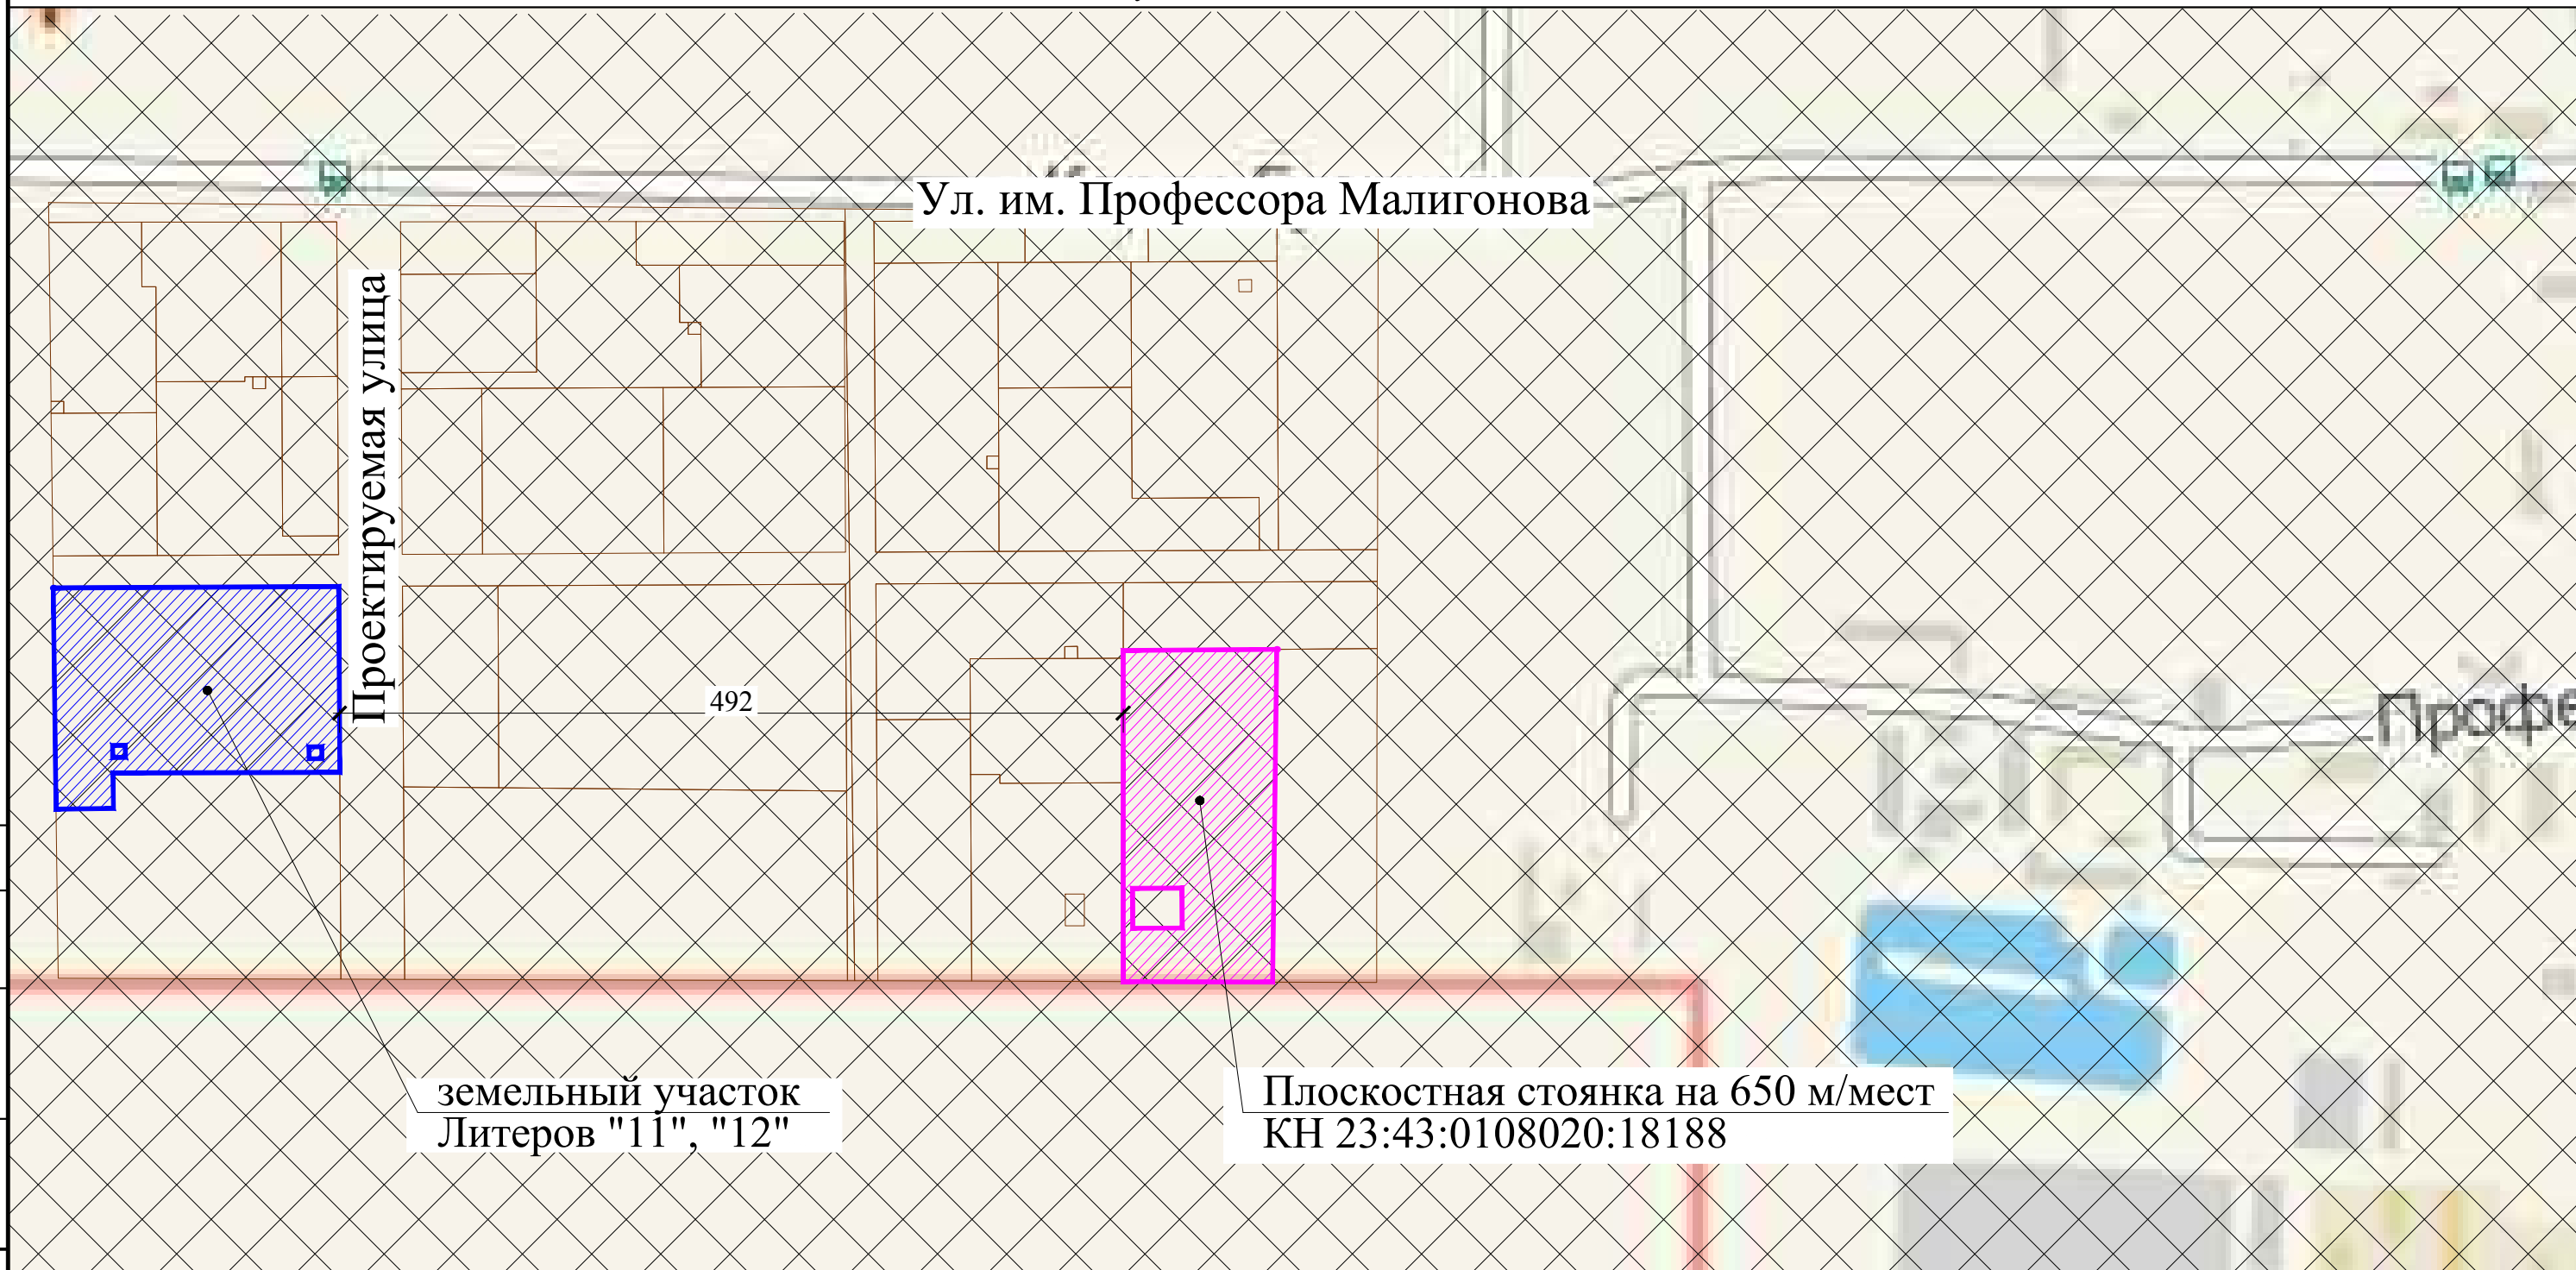 Ул. им. Профессора Малигонова
Проектируемая улица
492
Профе
земельный участок
Литеров "11", "12"
Плоскостная стоянка на 650 м/мест
КН 23:43:0108020:18188